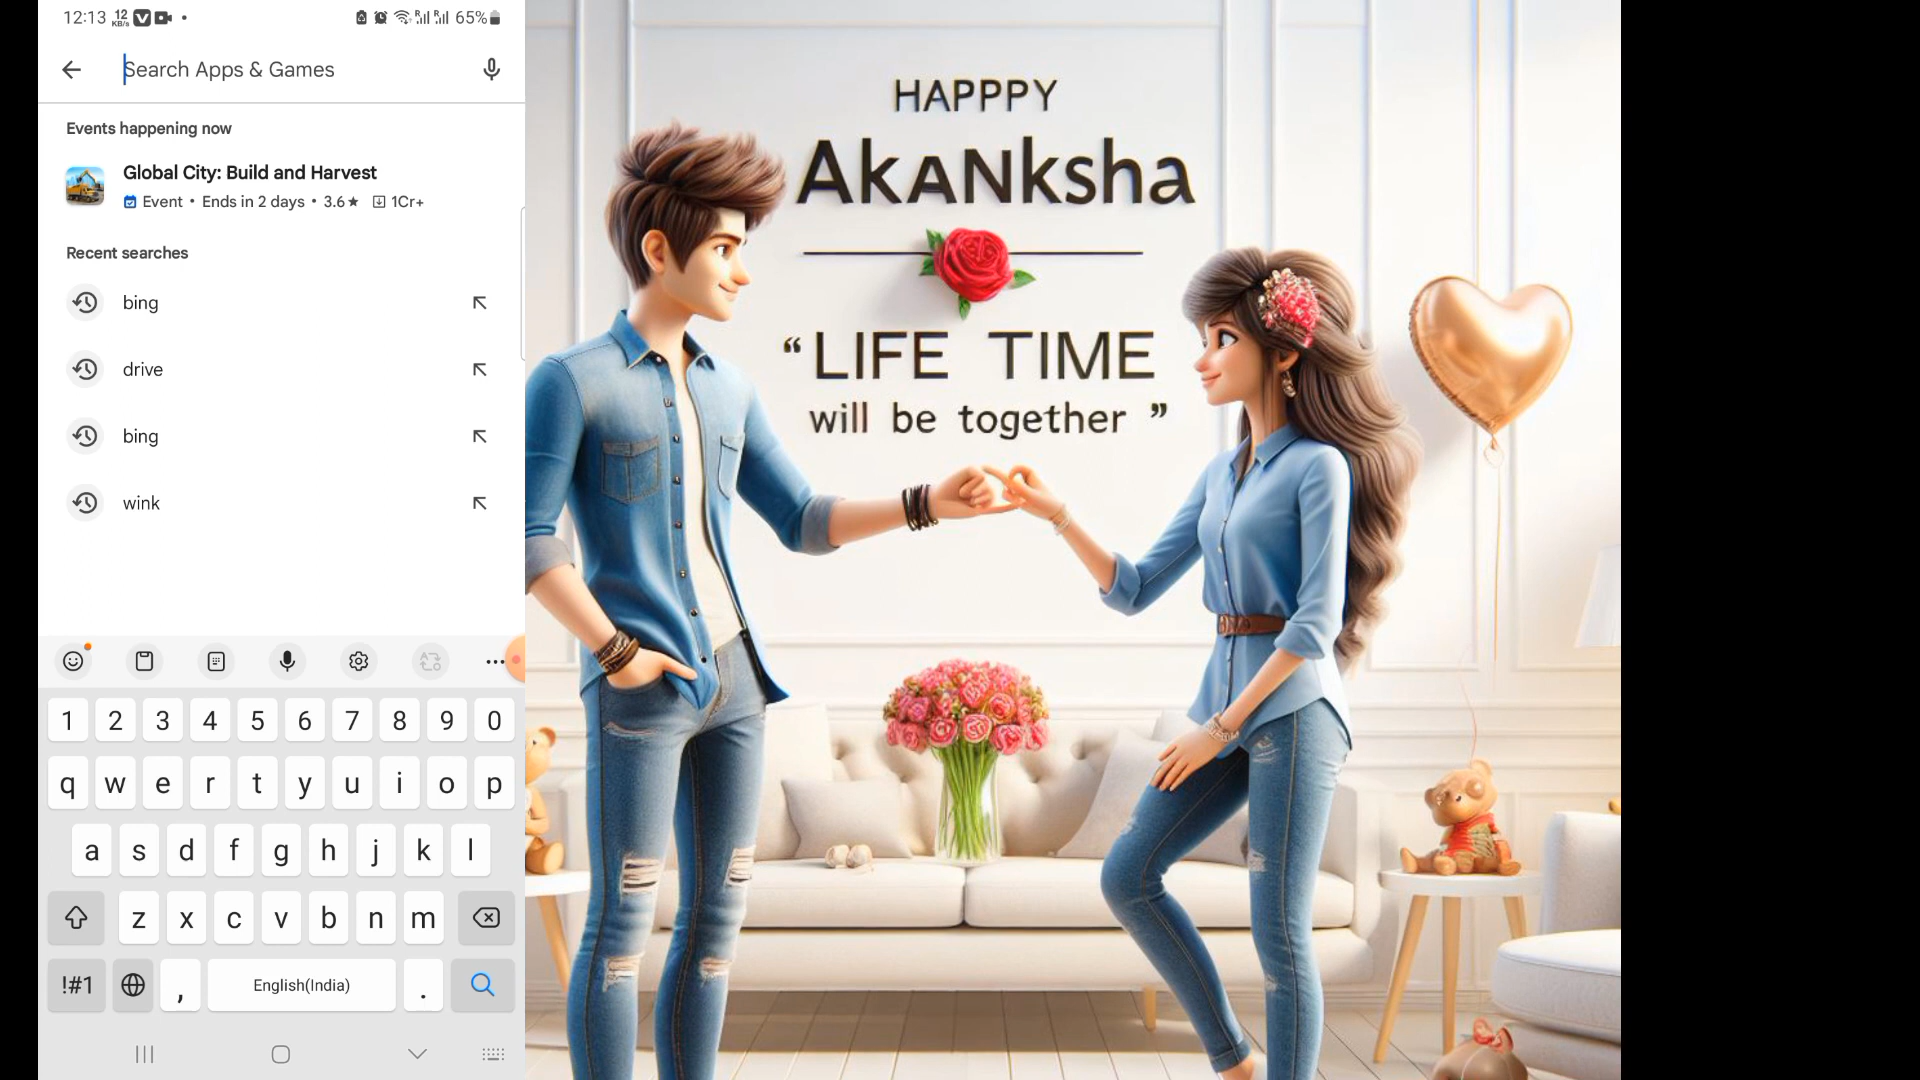 12:13 12 KB/s 65%
Search Apps & Games
Events happening now
Global City: Build and Harvest
Event • Ends in 2 days • 3.6★ 1Cr+
Recent searches
bing
drive
bing
wink
1 2 3 4 5 6 7 8 9 0
q w e r t y u i o p
a s d f g h j k l
z x c v b n m
!#1 , English(India) .
HAPPPY
AkANksha
“LIFE TIME
will be together ”